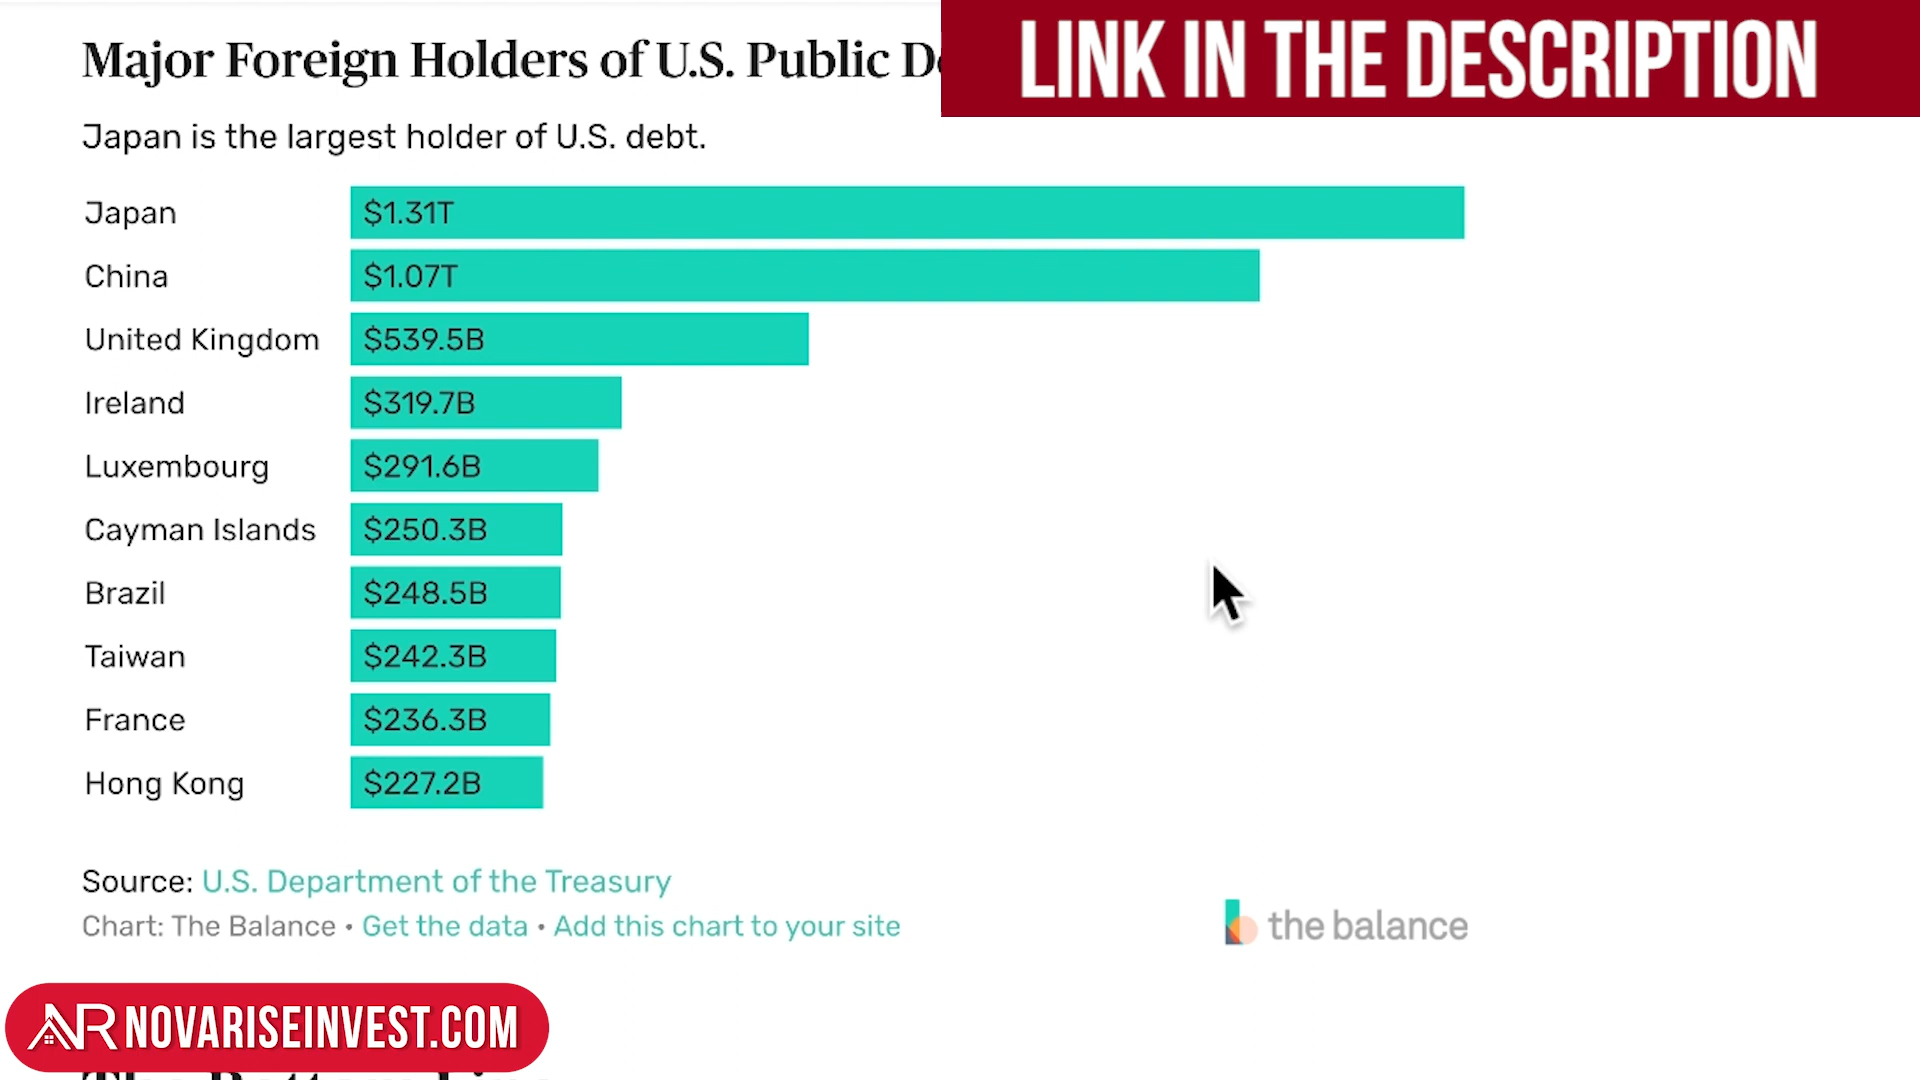 Major Foreign Holders of U.S. Public
LINK IN THE DESCRIPTION
Japan is the largest holder of U.S. debt.
Japan $1.31T
China $1.07T
United Kingdom $539.5B
Ireland $319.7B
Luxembourg $291.6B
Cayman Islands $250.3B
Brazil $248.5B
Taiwan $242.3B
France $236.3B
Hong Kong $227.2B
Source: U.S. Department of the Treasury
Chart: The Balance • Get the data • Add this chart to your site
the balance
NR NOVARISEINVEST.COM